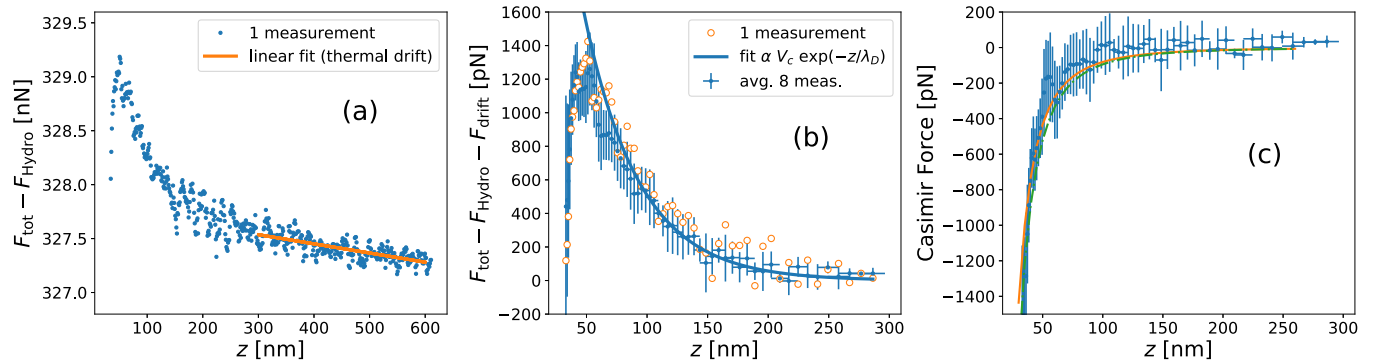 329.5
329.0
328.5
328.0
327.5
327.0
F_tot − F_Hydro [nN]
1 measurement
linear fit (thermal drift)
(a)
100 200 300 400 500 600
z [nm]
1600
1400
1200
1000
800
600
400
200
0
−200
F_tot − F_Hydro − F_drift [pN]
1 measurement
fit α V_c exp(−z/λ_D)
avg. 8 meas.
(b)
50 100 150 200 250 300
z [nm]
200
0
−200
−400
−600
−800
−1000
−1200
−1400
Casimir Force [pN]
(c)
50 100 150 200 250 300
z [nm]